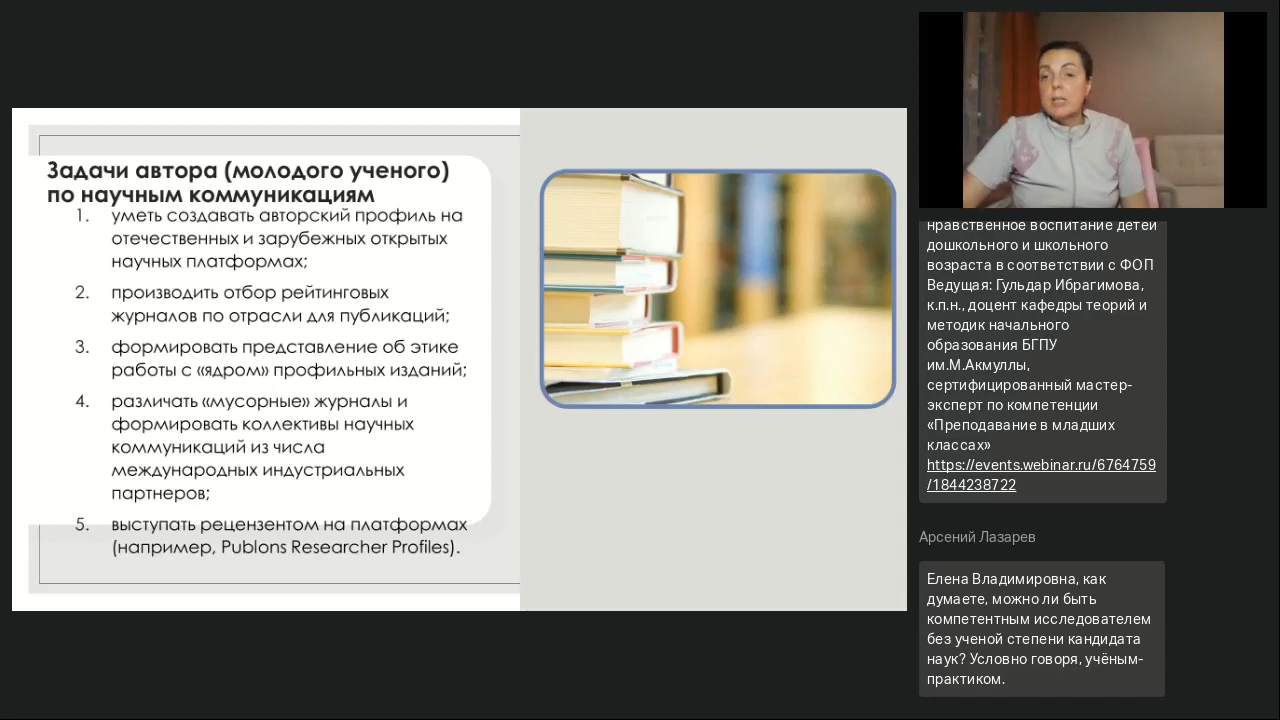 Задачи автора (молодого ученого)
по научным коммуникациям
1. уметь создавать авторский профиль на
отечественных и зарубежных открытых
научных платформах;
2. производить отбор рейтинговых
журналов по отрасли для публикаций;
3. формировать представление об этике
работы с «ядром» профильных изданий;
4. различать «мусорные» журналы и
формировать коллективы научных
коммуникаций из числа
международных индустриальных
партнеров;
5. выступать рецензентом на платформах
(например, Publons Researcher Profiles).
нравственное воспитание детей
дошкольного и школьного
возраста в соответствии с ФОП
Ведущая: Гульдар Ибрагимова,
к.п.н., доцент кафедры теорий и
методик начального
образования БГПУ
им.М.Акмуллы,
сертифицированный мастер-
эксперт по компетенции
«Преподавание в младших
классах»
https://events.webinar.ru/6764759
/1844238722
Арсений Лазарев
Елена Владимировна, как
думаете, можно ли быть
компетентным исследователем
без ученой степени кандидата
наук? Условно говоря, учёным-
практиком.